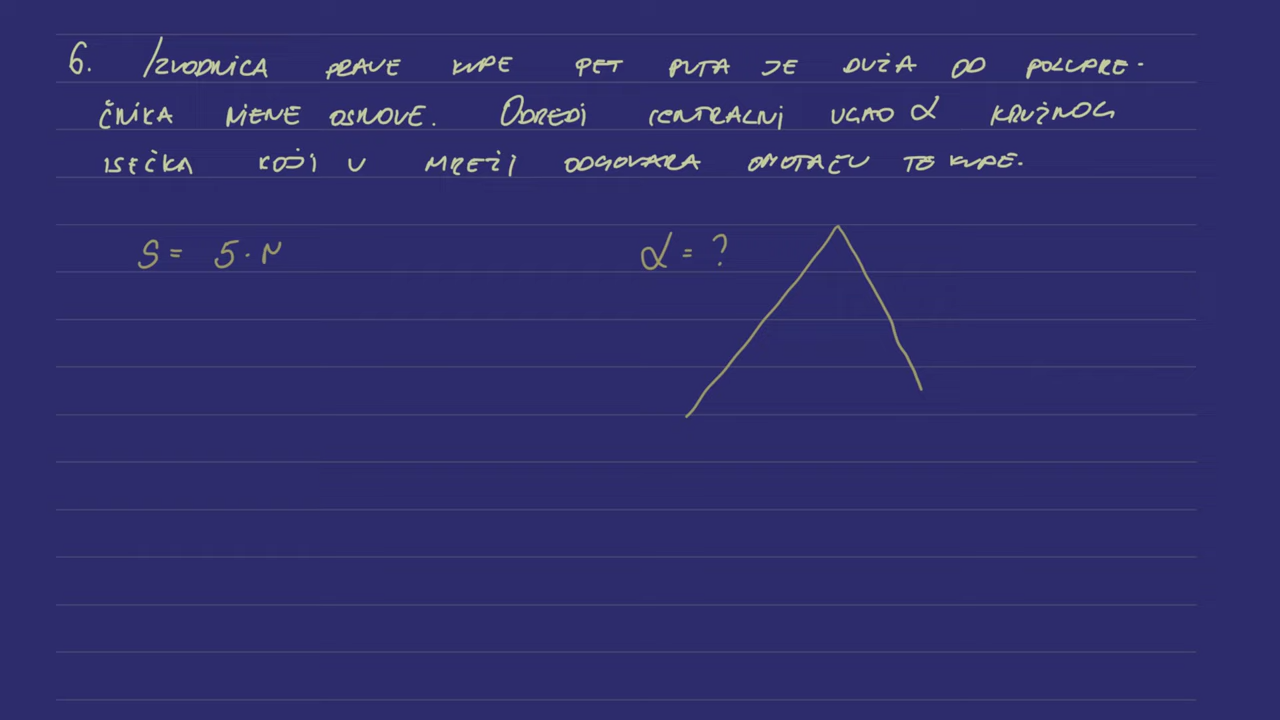 6. IZVODNICA PRAVE KUPE PET PUTA JE DUŽA OD POLUPRE-
ČNIKA NJENE OSNOVE. ODREDI CENTRALNI UGAO α KRUŽNOG
ISEČKA KOJI U MREŽI ODGOVARA OMOTAČU TE KUPE.
s = 5 · r α = ?